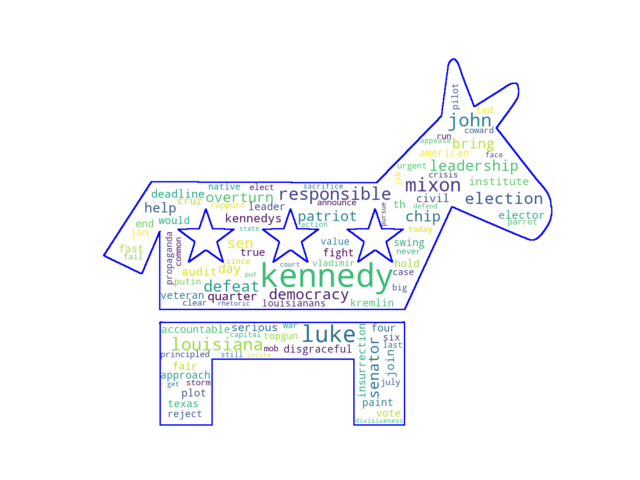 pilot
red
john
coward
run
appease
bring
american
face
urgent
leadership
crisis
job
mixon
institute
native
elect
sacrifice
deadline
cruz
overturn
responsible
civil
election
announce
help
rapport
leader
pursue
th
defend
chip
elector
parrot
end
would
kennedys
patriot
action
today
jan
state
sen
value
swing
fast
fail
propaganda
common
true
fight
never
since
court
vladimir
hold
audit
day
put
kennedy
case
putin
defeat
big
veteran
quarter
democracy
clear
rhetoric
louisianans
kremlin
accountable
serious
war
luke
four
capital
topgun
six
louisiana
mob
disgraceful
last
principled
still
incite
insurrection
senator
join
fair
approach
get
storm
july
plot
texas
paint
reject
vote
divisiveness